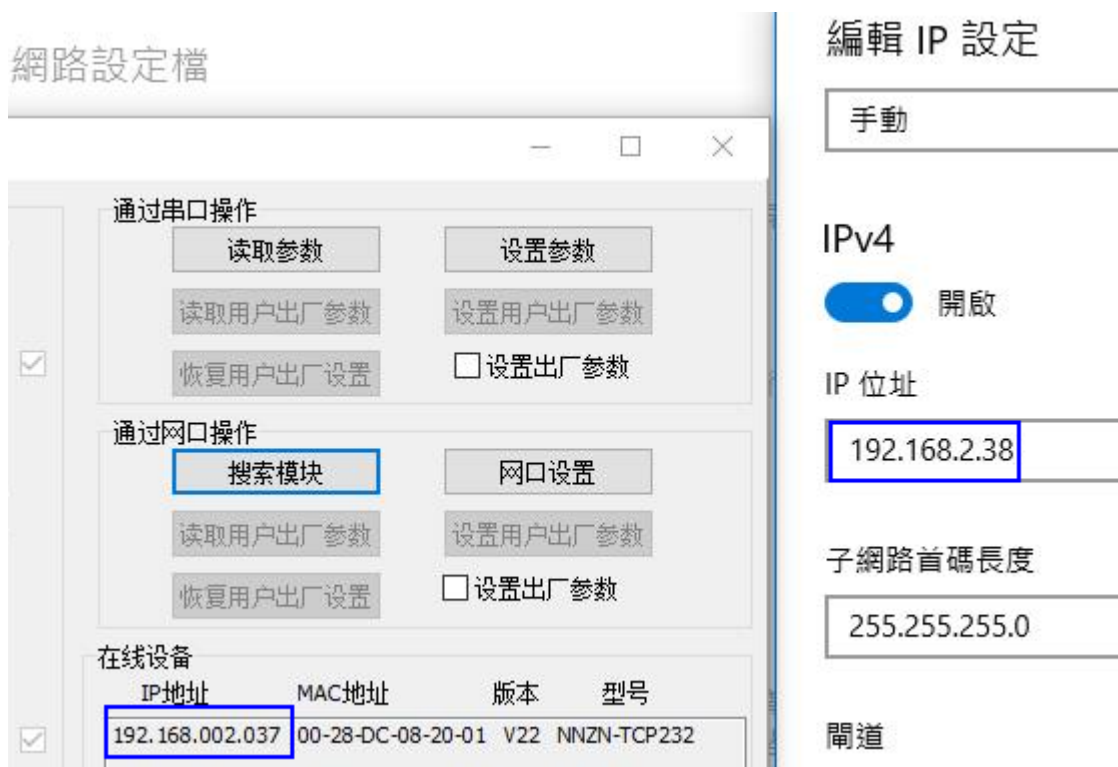 網路設定檔
通过串口操作
读取参数
设置参数
读取用户出厂参数
设置用户出厂参数
恢复用户出厂设置
设置出厂参数
通过网口操作
搜索模块
网口设置
读取用户出厂参数
设置用户出厂参数
恢复用户出厂设置
设置出厂参数
在线设备
IP地址 MAC地址 版本 型号
192.168.002.037 00-28-DC-08-20-01 V22 NNZN-TCP232
編輯 IP 設定
手動
IPv4
開啟
IP 位址
192.168.2.38
子網路首碼長度
255.255.255.0
閘道